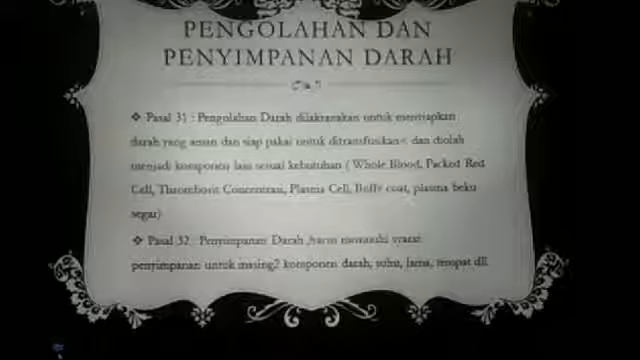 PENGOLAHAN DAN
PENYIMPANAN DARAH
❖ Pasal 31 : Pengolahan Darah dilaksanakan untuk menyiapkan
darah yang aman dan siap pakai untuk ditransfusikan< dan diolah
menjadi komponen lain sesuai kebutuhan ( Whole Blood, Packed Red
Cell, Thrombosit Concentrasi, Plasma Cell, Buffy coat, plasma beku
segar)
❖ Pasal 32 : Penyimpanan Darah ,harus memenuhi syarat
penyimpanan untuk masing2 komponen darah, suhu, lama, tempat dll